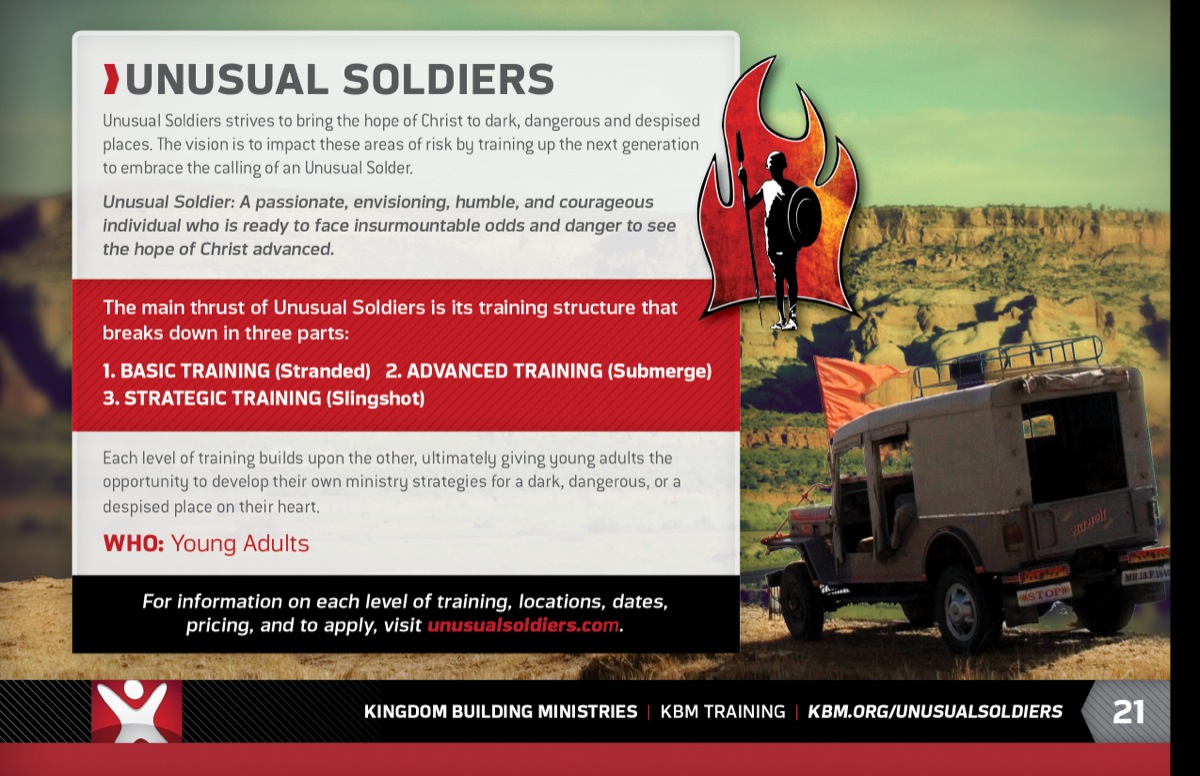 UNUSUAL SOLDIERS
Unusual Soldiers strives to bring the hope of Christ to dark, dangerous and despised
places. The vision is to impact these areas of risk by training up the next generation
to embrace the calling of an Unusual Solder.
Unusual Soldier: A passionate, envisioning, humble, and courageous
individual who is ready to face insurmountable odds and danger to see
the hope of Christ advanced.
The main thrust of Unusual Soldiers is its training structure that
breaks down in three parts:
1. BASIC TRAINING (Stranded) 2. ADVANCED TRAINING (Submerge)
3. STRATEGIC TRAINING (Slingshot)
Each level of training builds upon the other, ultimately giving young adults the
opportunity to develop their own ministry strategies for a dark, dangerous, or a
despised place on their heart.
WHO: Young Adults
For information on each level of training, locations, dates,
pricing, and to apply, visit unusualsoldiers.com.
STOP
KINGDOM BUILDING MINISTRIES | KBM TRAINING | KBM.ORG/UNUSUALSOLDIERS
21